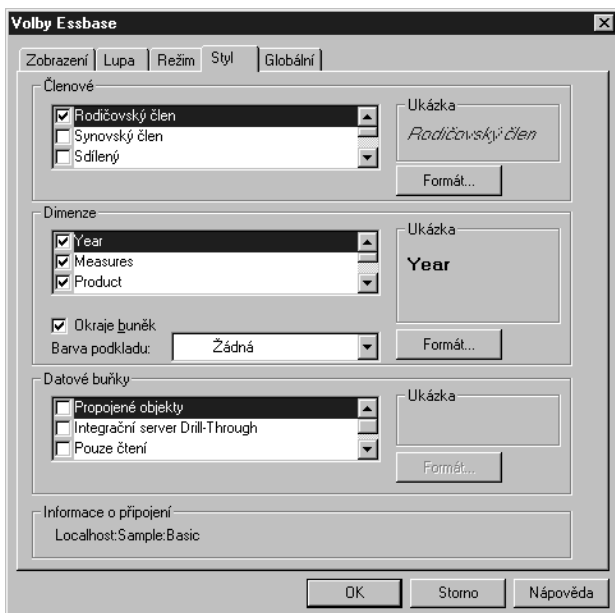 Volby Essbase
Zobrazení Lupa Režim Styl Globální
Členové
Rodičovský člen
Synovský člen
Sdílený
Ukázka
Rodičovský člen
Formát...
Dimenze
Year
Measures
Product
Okraje buněk
Barva podkladu: Žádná
Ukázka
Year
Formát...
Datové buňky
Propojené objekty
Integrační server Drill-Through
Pouze čtení
Ukázka
Formát...
Informace o připojení
Localhost:Sample:Basic
OK Storno Nápověda